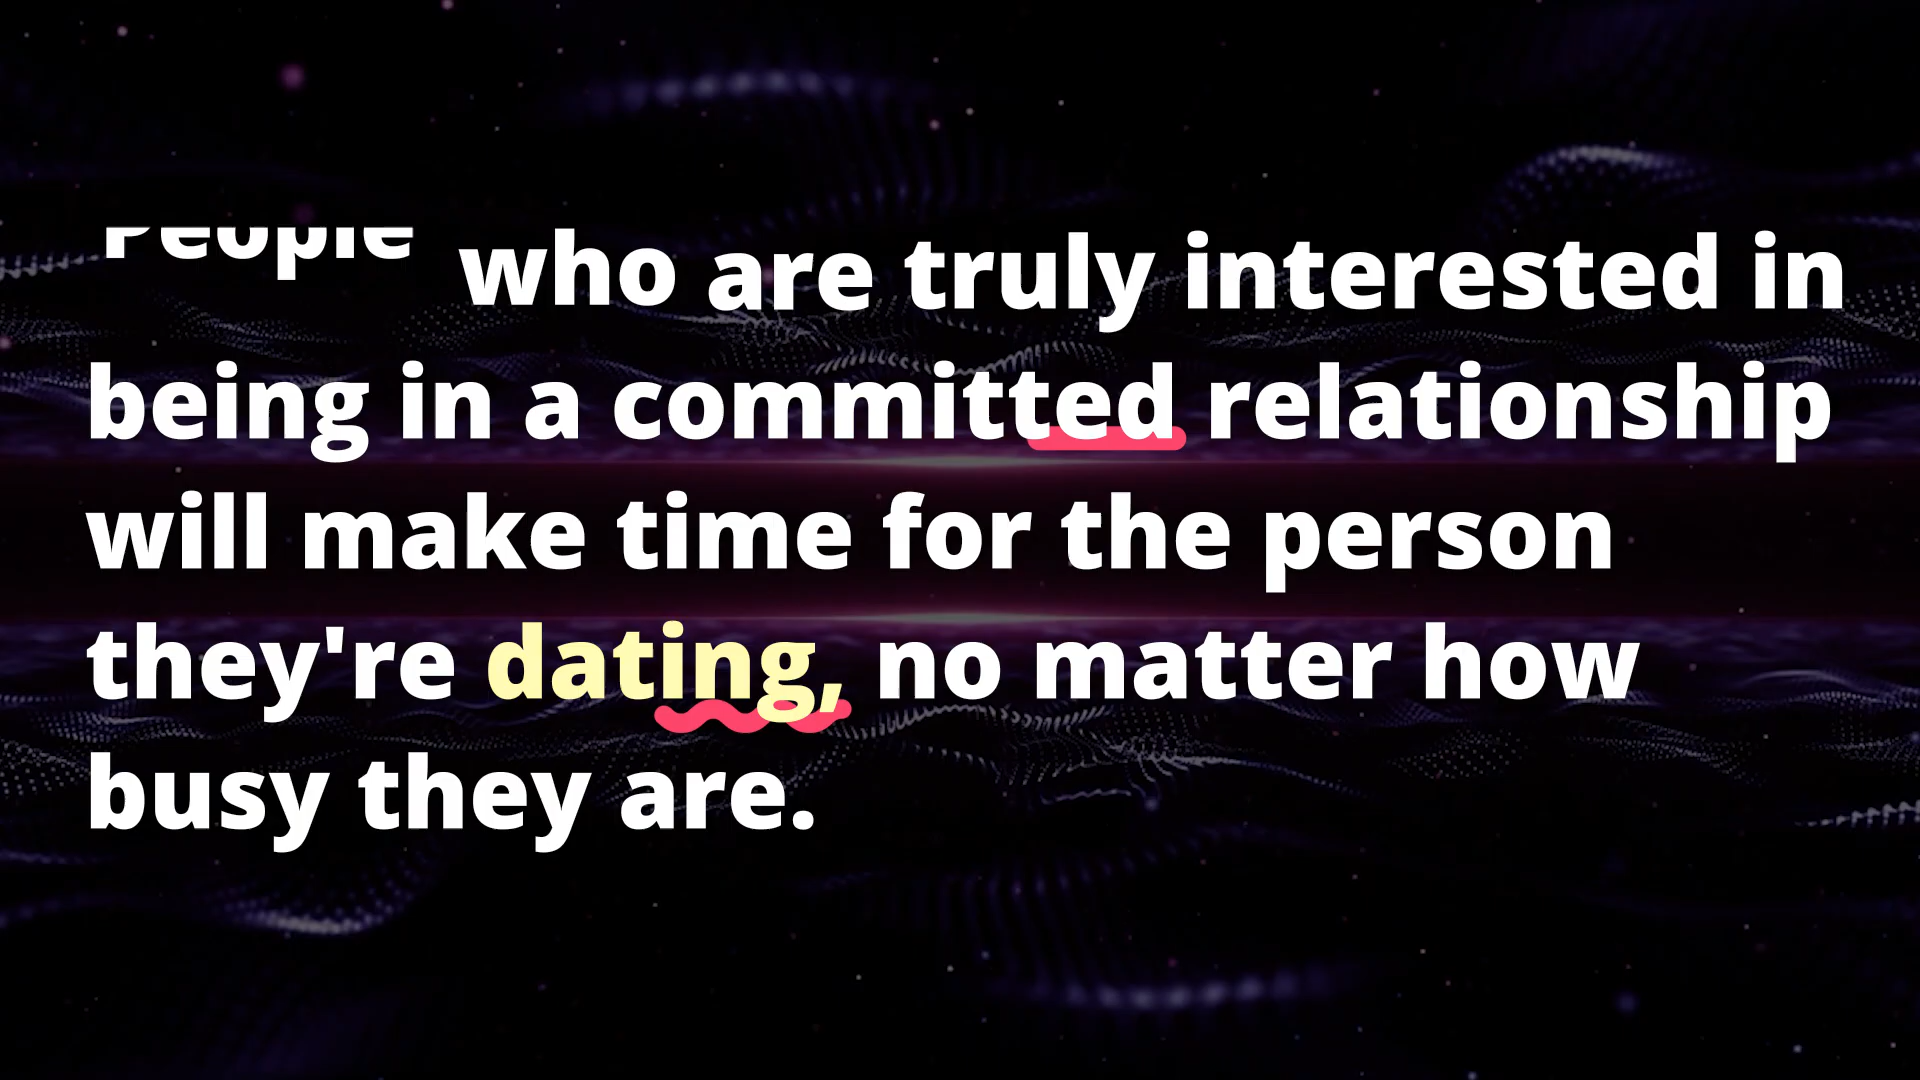 People who are truly interested in
being in a committed relationship
will make time for the person
they're dating, no matter how
busy they are.